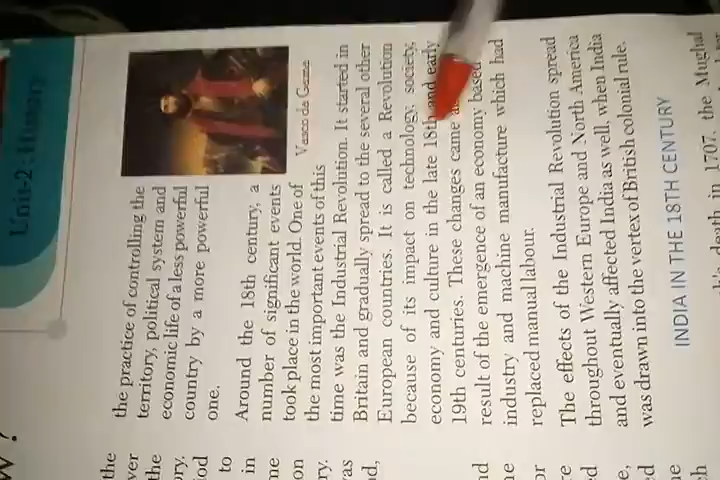 Unit-2 : History
the practice of controlling the
territory, political system and
economic life of a less powerful
country by a more powerful
one.
Vasco de Gama
Around the 18th century, a
number of significant events
took place in the world. One of
the most important events of this
time was the Industrial Revolution. It started in
Britain and gradually spread to the several other
European countries. It is called a Revolution
because of its impact on technology, society,
economy and culture in the late 18th and early
19th centuries. These changes came
result of the emergence of an economy based
industry and machine manufacture which had
replaced manual labour.
The effects of the Industrial Revolution spread
throughout Western Europe and North America
and eventually affected India as well, when India
was drawn into the vertex of British colonial rule.
INDIA IN THE 18TH CENTURY
death in 1707, the Mughal